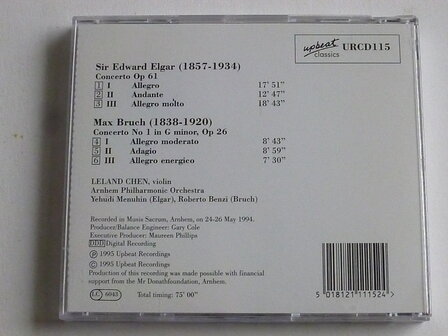 upbeat
classics
URCD115
Sir Edward Elgar (1857-1934)
Concerto Op 61
1 I Allegro 17' 51"
2 II Andante 12' 47"
3 III Allegro molto 18' 43"
Max Bruch (1838-1920)
Concerto No 1 in G minor, Op 26
4 I Allegro moderato 8' 43"
5 II Adagio 8' 59"
6 III Allegro energico 7' 30"
LELAND CHEN, violin
Arnhem Philharmonic Orchestra
Yehudi Menuhin (Elgar), Roberto Benzi (Bruch)
Recorded in Musis Sacrum, Arnhem, on 24-26 May 1994.
Producer/Balance Engineer: Gary Cole
Executive Producer: Maureen Phillips
DDD Digital Recording
℗ 1995 Upbeat Recordings
© 1995 Upbeat Recordings
Production of this recording was made possible with financial
support from the Mr Donathfoundation, Arnhem.
LC 6043 Total timing: 75' 00"
5 018121 111524 >